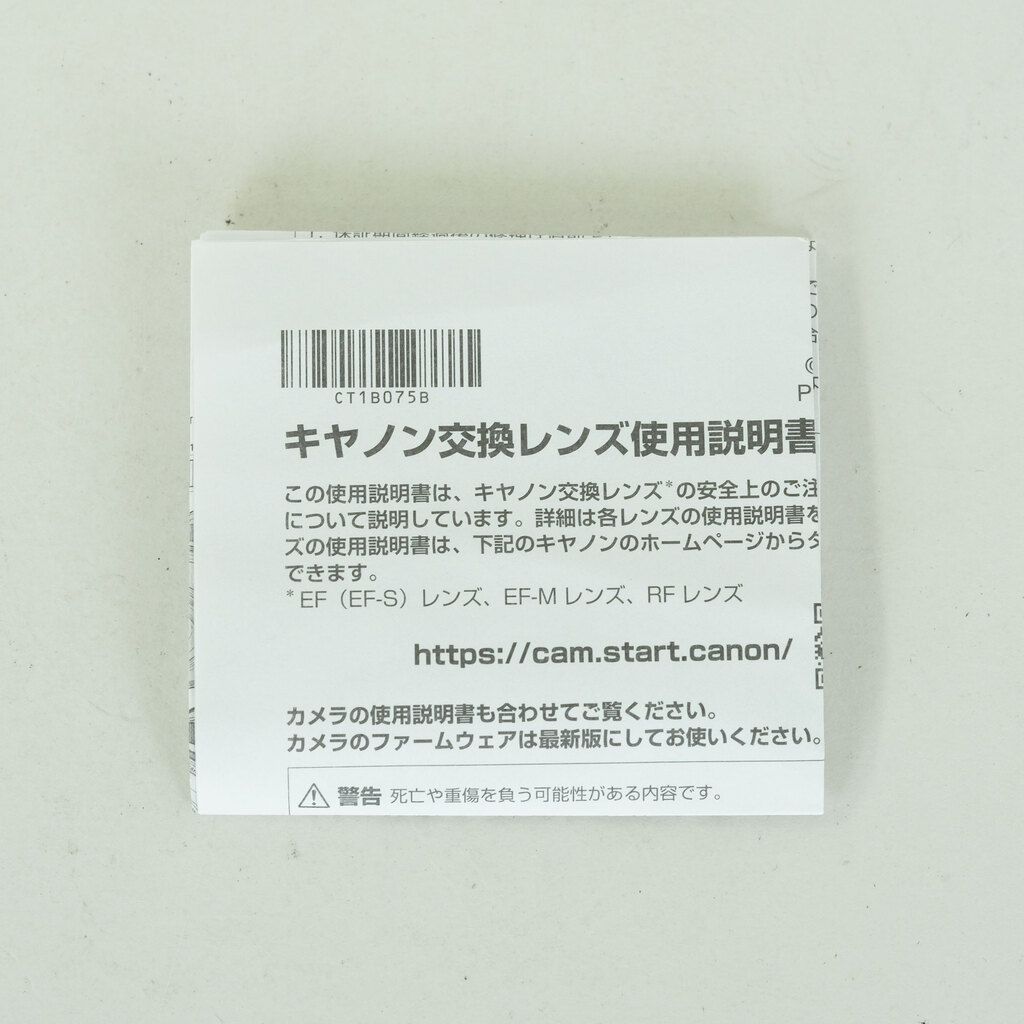 CT1B075B
キヤノン交換レンズ使用説明書
この使用説明書は、キヤノン交換レンズ*の安全上のご注
について説明しています。詳細は各レンズの使用説明書を
ズの使用説明書は、下記のキヤノンのホームページからダ
できます。
*EF（EF-S）レンズ、EF-Mレンズ、RFレンズ
https://cam.start.canon/
カメラの使用説明書も合わせてご覧ください。
カメラのファームウェアは最新版にしてお使いください。
警告 死亡や重傷を負う可能性がある内容です。